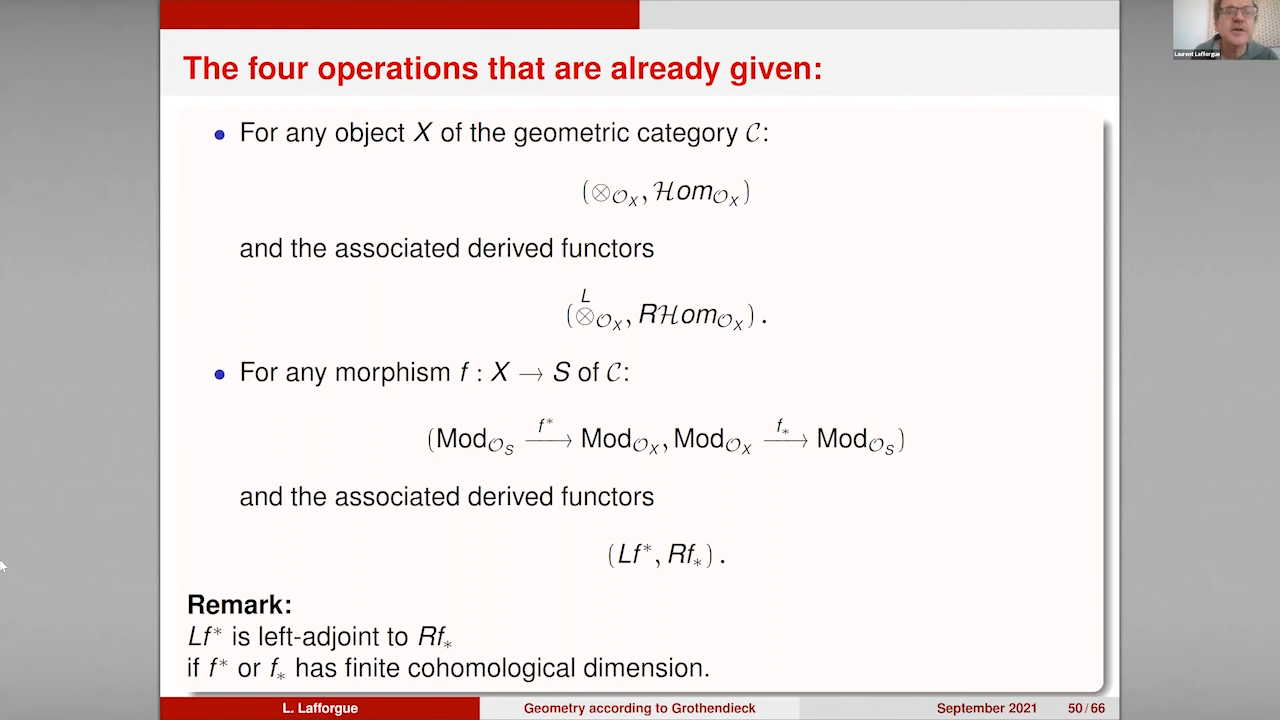 Laurent Lafforgue
The four operations that are already given:
• For any object X of the geometric category 𝒞:
(⊗_{𝒪_X}, ℋom_{𝒪_X})
and the associated derived functors
(⊗^L_{𝒪_X}, Rℋom_{𝒪_X}) .
• For any morphism f : X → S of 𝒞:
(Mod_{𝒪_S} —f*→ Mod_{𝒪_X}, Mod_{𝒪_X} —f_*→ Mod_{𝒪_S})
and the associated derived functors
(Lf*, Rf_*) .
Remark:
Lf* is left-adjoint to Rf_*
if f* or f_* has finite cohomological dimension.
L. Lafforgue Geometry according to Grothendieck September 2021 50 / 66